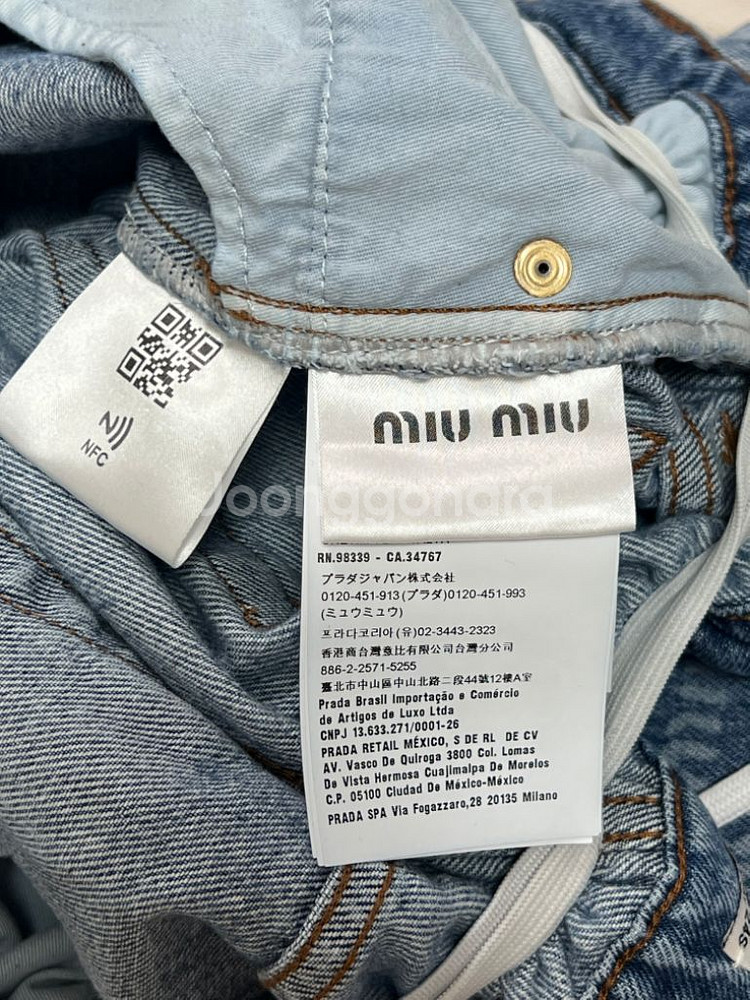 NFC
miu miu
RN.98339 - CA.34767
プラダジャパン株式会社
0120-451-913(プラダ)0120-451-993
(ミュウミュウ)
프라다코리아(유)02-3443-2323
香港商台灣意比有限公司台灣分公司
886-2-2571-5255
臺北市中山區中山北路二段44號12樓A室
Prada Brasil Importação e Comércio
de Artigos de Luxo Ltda
CNPJ 13.633.271/0001-26
PRADA RETAIL MÉXICO, S DE RL DE CV
AV. Vasco De Quiroga 3800 Col. Lomas
De Vista Hermosa Cuajimalpa De Morelos
C.P. 05100 Ciudad De México-México
PRADA SPA Via Fogazzaro,28 20135 Milano
Joonggonara